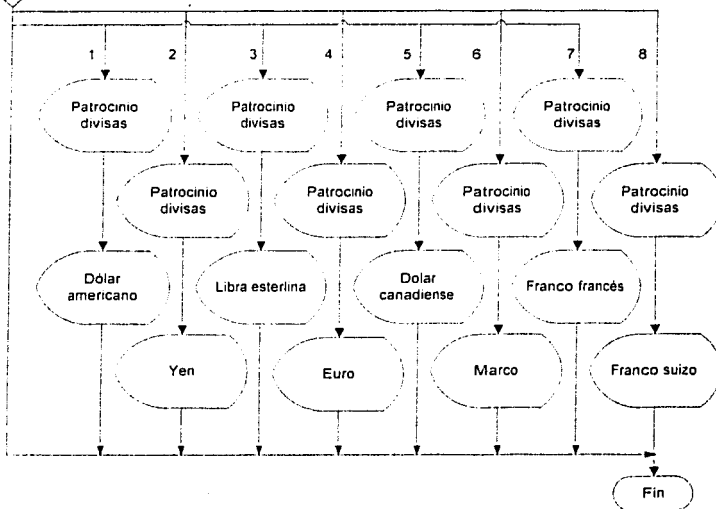 1 2 3 4 5 6 7 8
Patrocinio
divisas
Patrocinio
divisas
Patrocinio
divisas
Patrocinio
divisas
Patrocinio
divisas
Patrocinio
divisas
Patrocinio
divisas
Patrocinio
divisas
Dólar
americano
Libra esterlina
Dolar
canadiense
Franco francés
Yen
Euro
Marco
Franco suizo
Fin